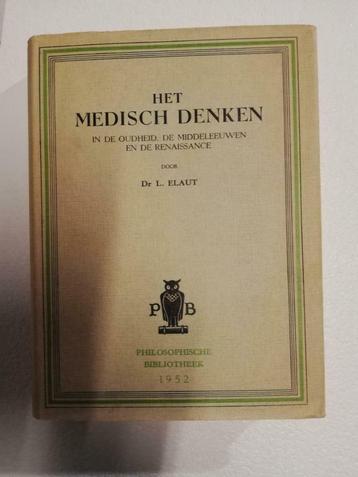 HET
MEDISCH DENKEN
IN DE OUDHEID, DE MIDDELEEUWEN
EN DE RENAISSANCE
DOOR
Dr L. ELAUT
P B
PHILOSOPHISCHE
BIBLIOTHEEK
1952